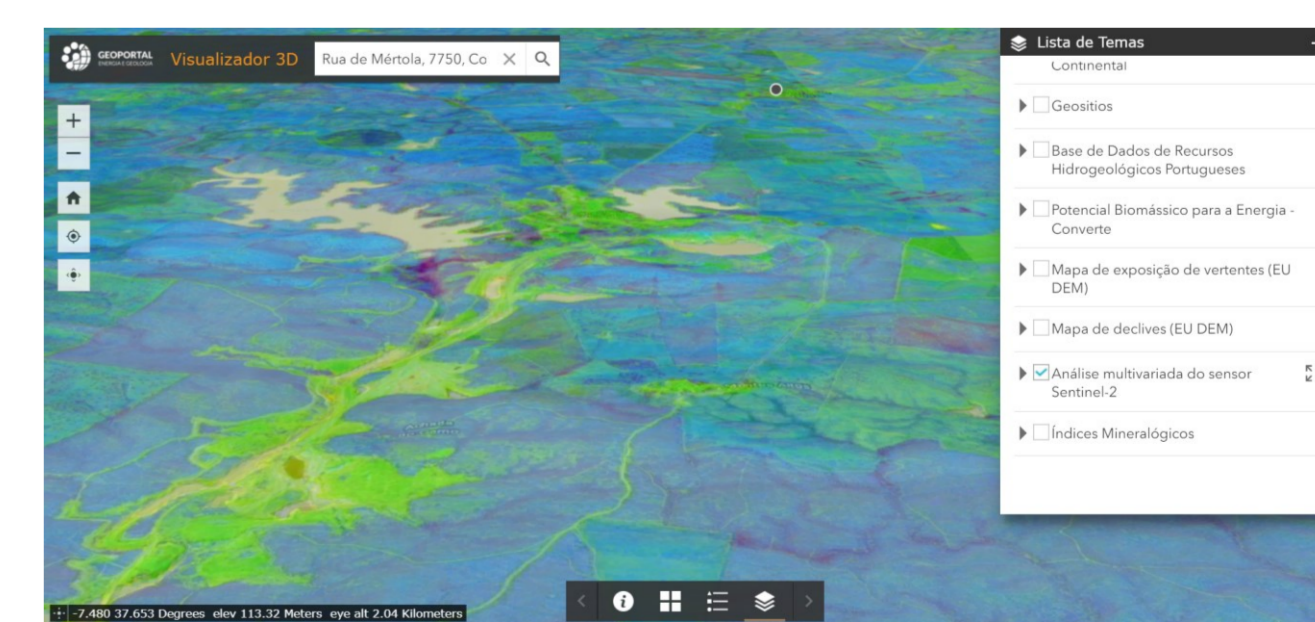 GEOPORTAL
ENERGIA E GEOLOGIA
Visualizador 3D
Rua de Mértola, 7750, Co
Lista de Temas
Continental
Geositios
Base de Dados de Recursos
Hidrogeológicos Portugueses
Potencial Biomássico para a Energia -
Converte
Mapa de exposição de vertentes (EU
DEM)
Mapa de declives (EU DEM)
Análise multivariada do sensor
Sentinel-2
Índices Mineralógicos
-7.480 37.653 Degrees elev 113.32 Meters eye alt 2.04 Kilometers